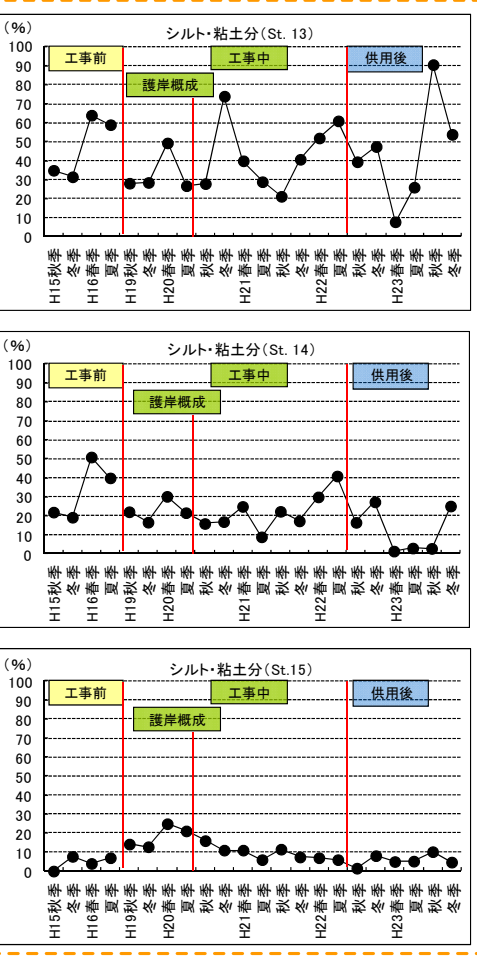 (%)
シルト・粘土分(St. 13)
100
90
80
70
60
50
40
30
20
10
0
工事前
護岸概成
工事中
供用後
H15秋季
冬季
H16春季
夏季
H19秋季
冬季
H20春季
夏季
秋季
冬季
H21春季
夏季
秋季
冬季
H22春季
夏季
秋季
冬季
H23春季
夏季
秋季
冬季
(%)
シルト・粘土分(St. 14)
100
90
80
70
60
50
40
30
20
10
0
工事前
護岸概成
工事中
供用後
H15秋季
冬季
H16春季
夏季
H19秋季
冬季
H20春季
夏季
秋季
冬季
H21春季
夏季
秋季
冬季
H22春季
夏季
秋季
冬季
H23春季
夏季
秋季
冬季
(%)
シルト・粘土分(St.15)
100
90
80
70
60
50
40
30
20
10
0
工事前
護岸概成
工事中
供用後
H15秋季
冬季
H16春季
夏季
H19秋季
冬季
H20春季
夏季
秋季
冬季
H21春季
夏季
秋季
冬季
H22春季
夏季
秋季
冬季
H23春季
夏季
秋季
冬季